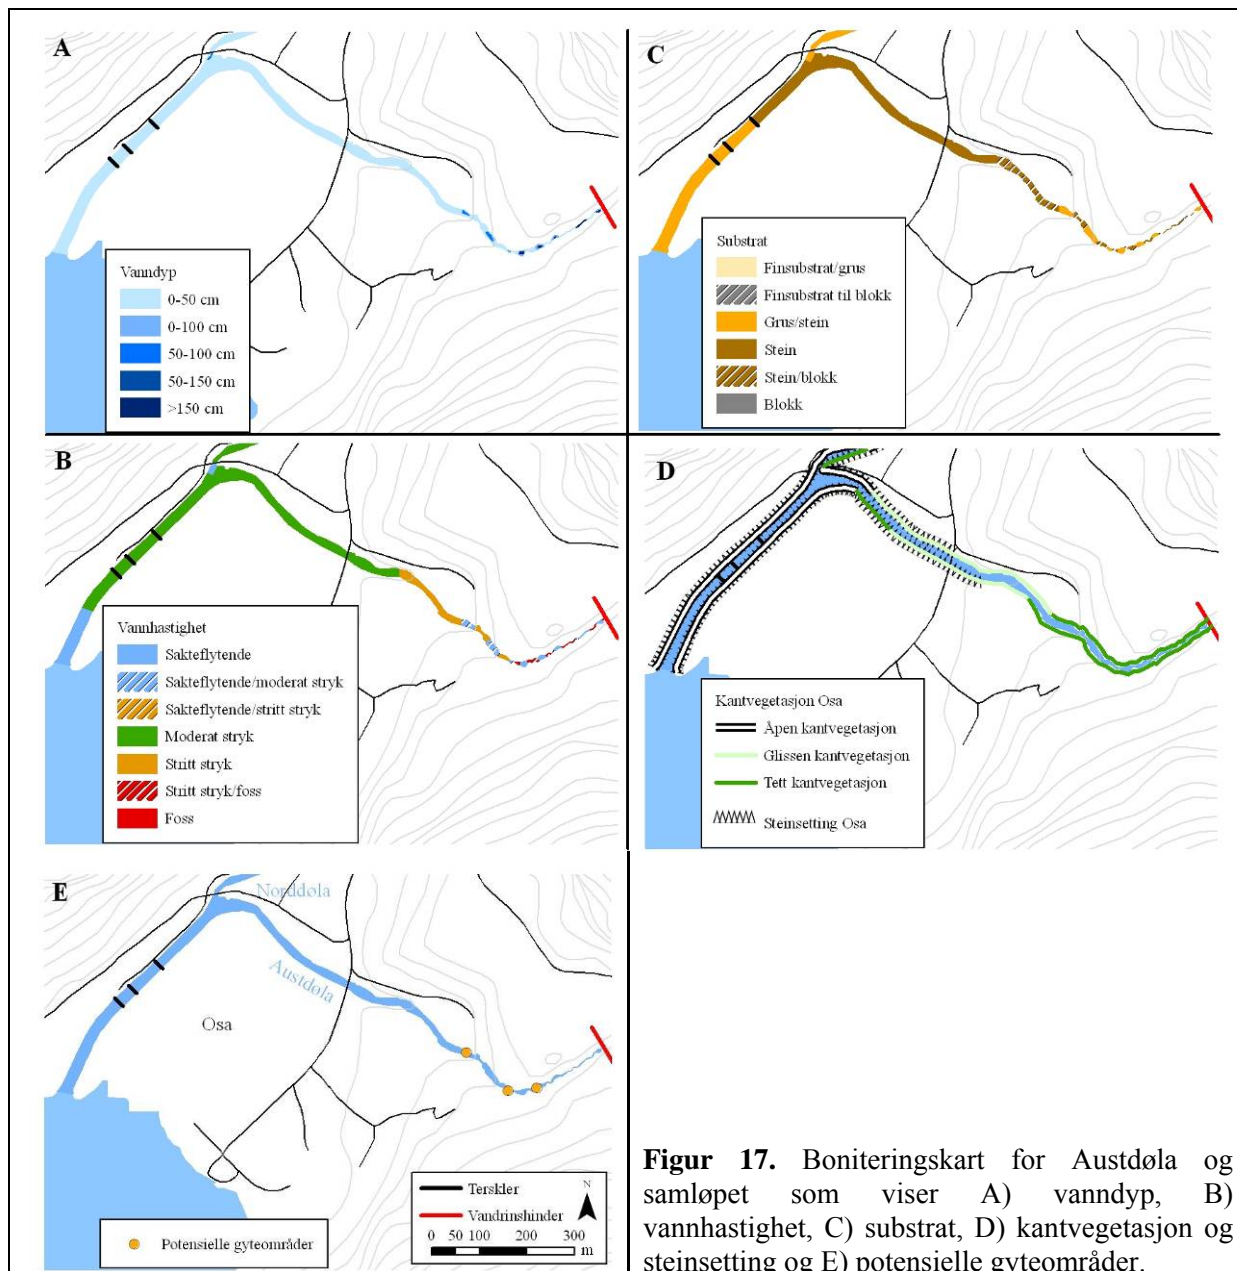 A
Vanndyp
0-50 cm
0-100 cm
50-100 cm
50-150 cm
>150 cm
C
Substrat
Finsubstrat/grus
Finsubstrat til blokk
Grus/stein
Stein
Stein/blokk
Blokk
B
Vannhastighet
Sakteflytende
Sakteflytende/moderat stryk
Sakteflytende/stritt stryk
Moderat stryk
Stritt stryk
Stritt stryk/foss
Foss
D
Kantvegetasjon Osa
Åpen kantvegetasjon
Glissen kantvegetasjon
Tett kantvegetasjon
Steinsetting Osa
E
Norddøla
Austdøla
Osa
Potensielle gyteområder
Terskler
N
Vandrinshinder
0 50 100 200 300
m
Figur 17. Boniteringskart for Austdøla og
samløpet som viser A) vanndyp, B)
vannhastighet, C) substrat, D) kantvegetasjon og
steinsetting og E) potensielle gyteområder.